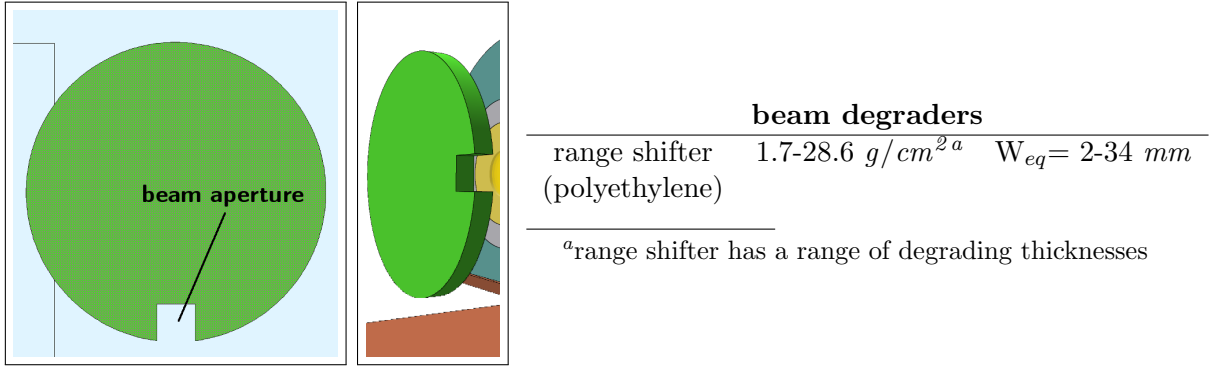 beam aperture
beam degraders
range shifter 1.7-28.6 g/cm² ᵃ W_eq= 2-34 mm
(polyethylene)
ᵃrange shifter has a range of degrading thicknesses